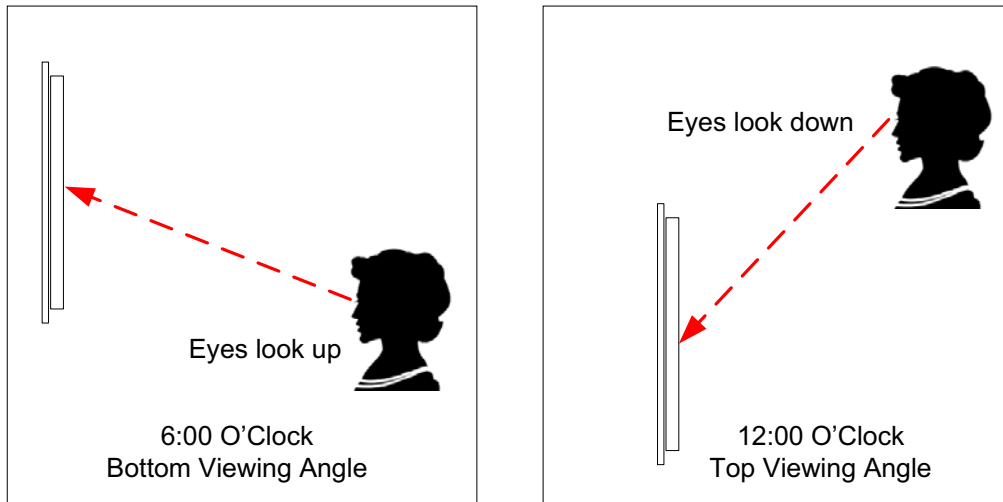 Eyes look up
6:00 O’Clock
Bottom Viewing Angle
Eyes look down
12:00 O’Clock
Top Viewing Angle